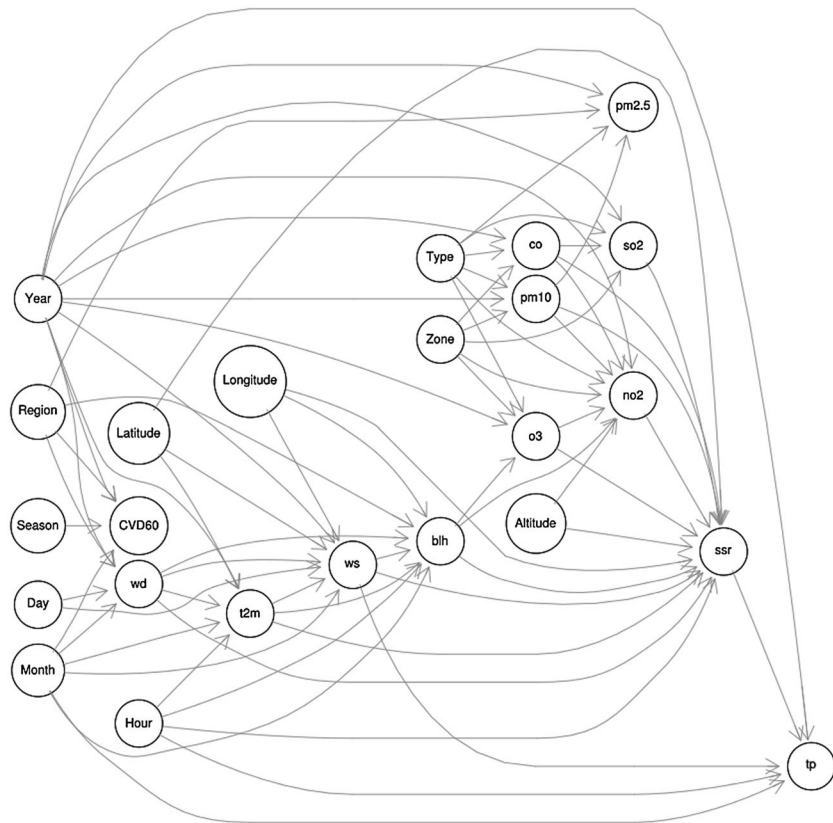 pm2.5
Type
co
so2
Year
pm10
Zone
Longitude
Region
Latitude
no2
o3
Season
CVD60
Altitude
blh
ssr
ws
wd
Day
t2m
Month
Hour
tp